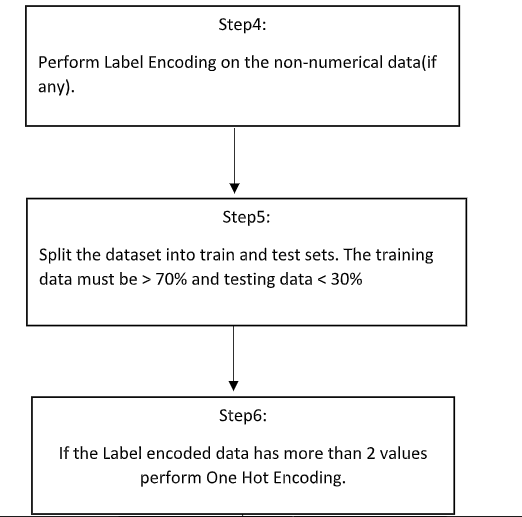 Step4:
Perform Label Encoding on the non-numerical data(if
any).
Step5:
Split the dataset into train and test sets. The training
data must be > 70% and testing data < 30%
Step6:
If the Label encoded data has more than 2 values
perform One Hot Encoding.